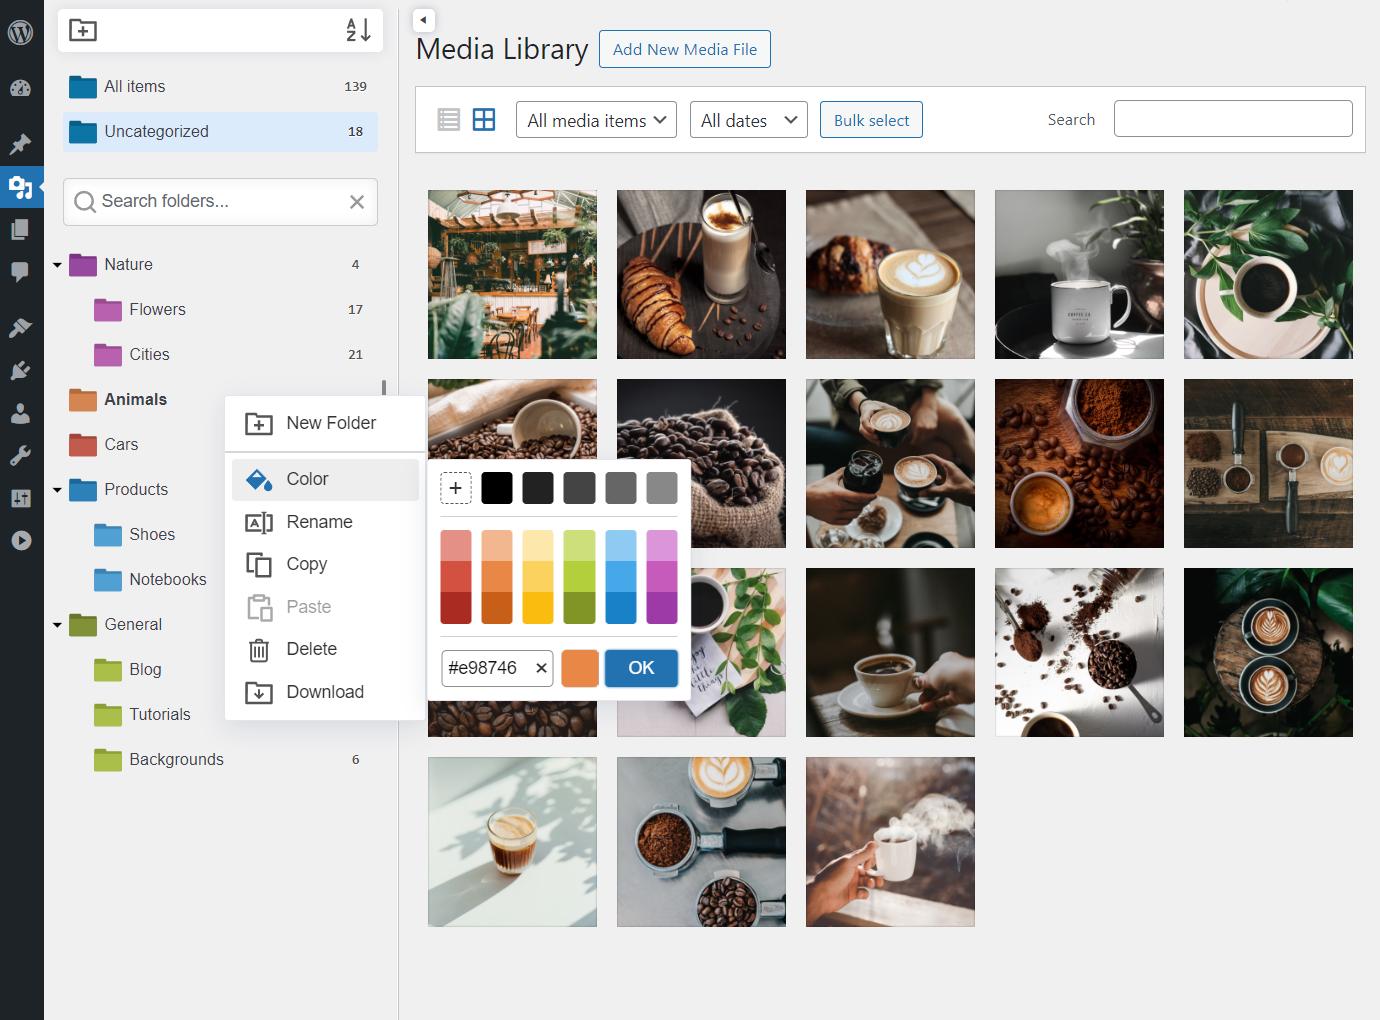 All items 139
Uncategorized 18
Search folders...
Nature 4
Flowers 17
Cities 21
Animals
Cars
Products
Shoes
Notebooks
General
Blog
Tutorials
Backgrounds 6
New Folder
Color
Rename
Copy
Paste
Delete
Download
#e98746
OK
Media Library
Add New Media File
All media items
All dates
Bulk select
Search
COFFEE CO